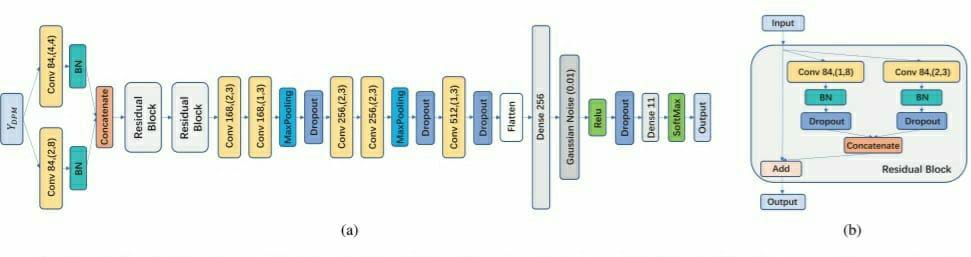 Y_DPM
Conv 84,(4,4)
BN
Conv 84,(2,8)
BN
Concatenate
Residual
Block
Residual
Block
Conv 168,(2,3)
Conv 168,(1,3)
MaxPooling
Dropout
Conv 256,(2,3)
Conv 256,(2,3)
MaxPooling
Dropout
Conv 512,(1,3)
Dropout
Flatten
Dense 256
Gaussian Noise (0.01)
Relu
Dropout
Dense 11
SoftMax
Output
(a)
Input
Conv 84,(1,8)
Conv 84,(2,3)
BN
BN
Dropout
Dropout
Concatenate
Add
Residual Block
Output
(b)